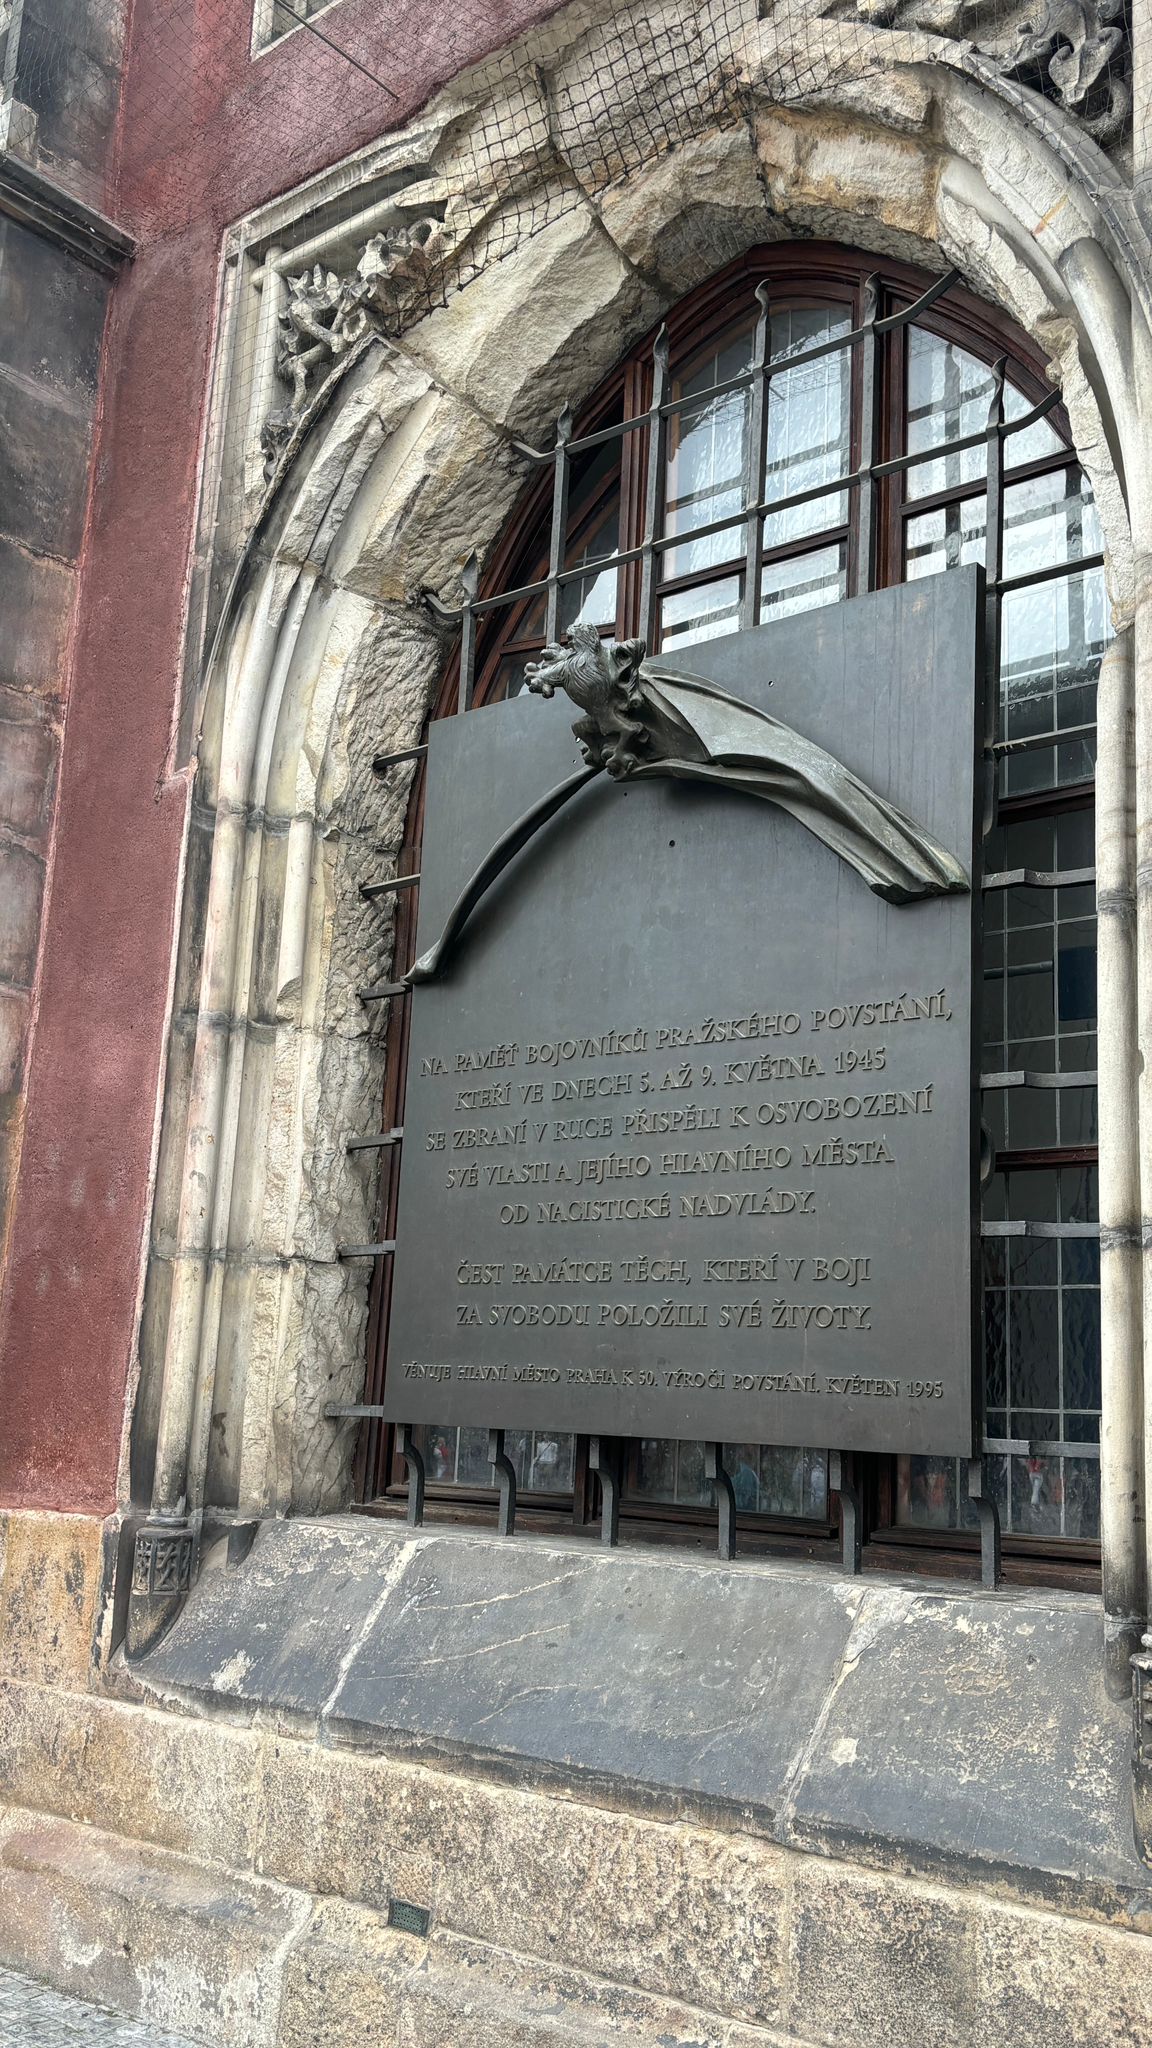 NA PAMĚŤ BOJOVNÍKŮ PRAŽSKÉHO POVSTÁNÍ,
KTEŘÍ VE DNECH 5. AŽ 9. KVĚTNA 1945
SE ZBRANÍ V RUCE PŘISPĚLI K OSVOBOZENÍ
SVÉ VLASTI A JEJÍHO HLAVNÍHO MĚSTA
OD NACISTICKÉ NADVLÁDY.
ČEST PAMÁTCE TĚCH, KTEŘÍ V BOJI
ZA SVOBODU POLOŽILI SVÉ ŽIVOTY.
VĚNUJE HLAVNÍ MĚSTO PRAHA K 50. VÝROČÍ POVSTÁNÍ. KVĚTEN 1995